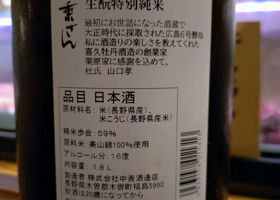 生酛特別純米
最初にお世話になった酒蔵で
大正時代に採取された広島6号酵母
私に酒造りの楽しさを教えてくれた
喜久牡丹酒造の創業家
栗原家に感謝を込めて。
杜氏 山口孝
品目 日本酒
原材料名：米（長野県産）、
米こうじ（長野県産米）
精米歩合：59%
原料米：美山錦100%使用
アルコール分：16度
内容量：1.8L
製造者 株式会社中善酒造店
長野県木曽郡木曽町福島5990
飲酒は20歳になってから